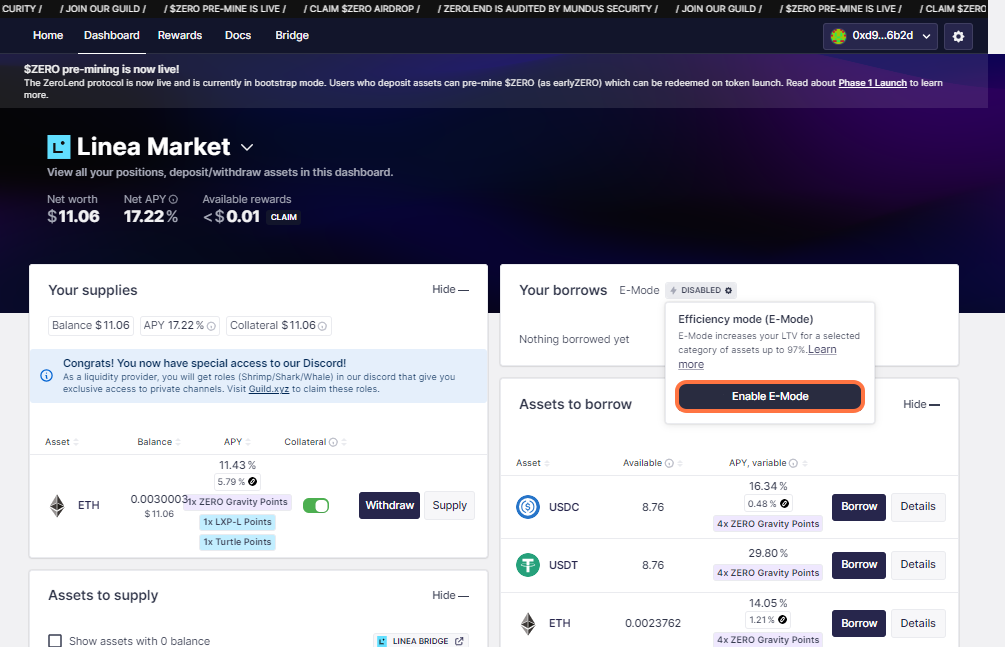 CURITY / / JOIN OUR GUILD / / $ZERO PRE-MINE IS LIVE / / CLAIM $ZERO AIRDROP / / ZEROLEND IS AUDITED BY MUNDUS SECURITY / / JOIN OUR GUILD / / $ZERO PRE-MINE IS LIVE / / CLAIM $ZERO
Home Dashboard Rewards Docs Bridge 0xd9...6b2d
$ZERO pre-mining is now live!
The ZeroLend protocol is now live and is currently in bootstrap mode. Users who deposit assets can pre-mine $ZERO (as earlyZERO) which can be redeemed on token launch. Read about Phase 1 Launch to learn
more.
Linea Market
View all your positions, deposit/withdraw assets in this dashboard.
Net worth Net APY Available rewards
$11.06 17.22% <$0.01 CLAIM
Your supplies Hide
Balance $11.06 APY 17.22% Collateral $11.06
Congrats! You now have special access to our Discord!
As a liquidity provider, you will get roles (Shrimp/Shark/Whale) in our discord that give you
exclusive access to private channels. Visit Guild.xyz to claim these roles.
Asset Balance APY Collateral
11.43%
5.79%
ETH 0.0030003 1x ZERO Gravity Points Withdraw Supply
$11.06
1x LXP-L Points
1x Turtle Points
Assets to supply Hide
Show assets with 0 balance LINEA BRIDGE
Your borrows E-Mode DISABLED
Nothing borrowed yet
Efficiency mode (E-Mode)
E-Mode increases your LTV for a selected
category of assets up to 97%.Learn
more
Enable E-Mode
Assets to borrow Hide
Asset Available APY, variable
USDC 8.76 16.34% Borrow Details
0.48%
4x ZERO Gravity Points
USDT 8.76 29.80% Borrow Details
4x ZERO Gravity Points
ETH 0.0023762 14.05% Borrow Details
1.21%
4x ZERO Gravity Points